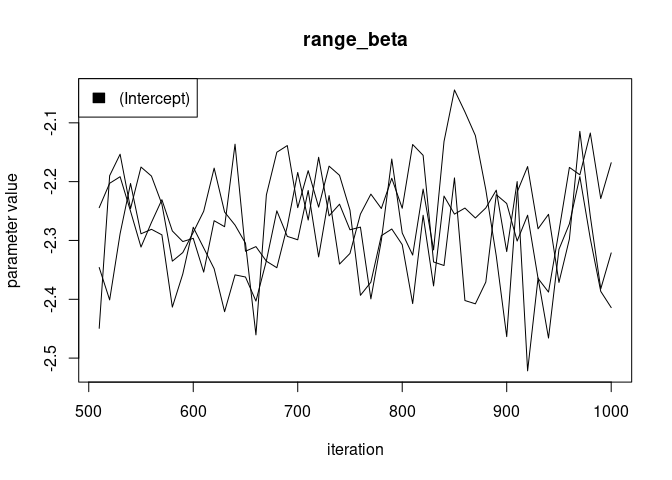 range_beta
(Intercept)
parameter value
-2.1
-2.2
-2.3
-2.4
-2.5
500 600 700 800 900 1000
iteration